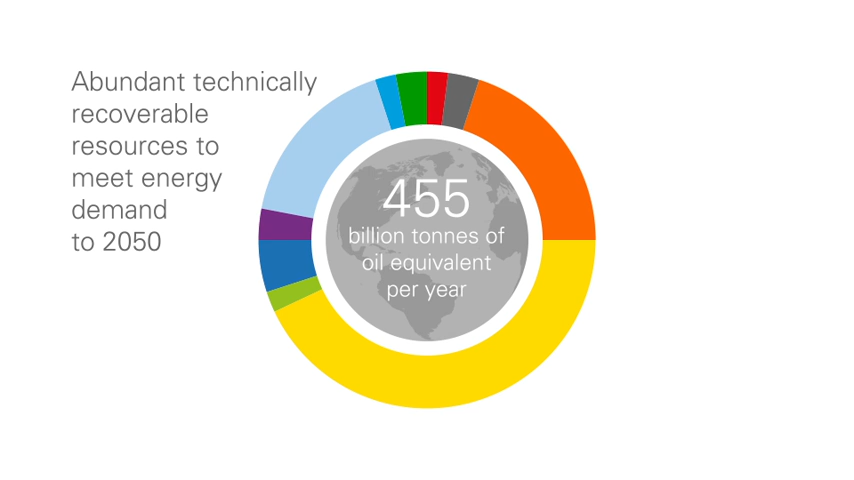 Abundant technically
recoverable
resources to
meet energy
demand
to 2050
455
billion tonnes of
oil equivalent
per year